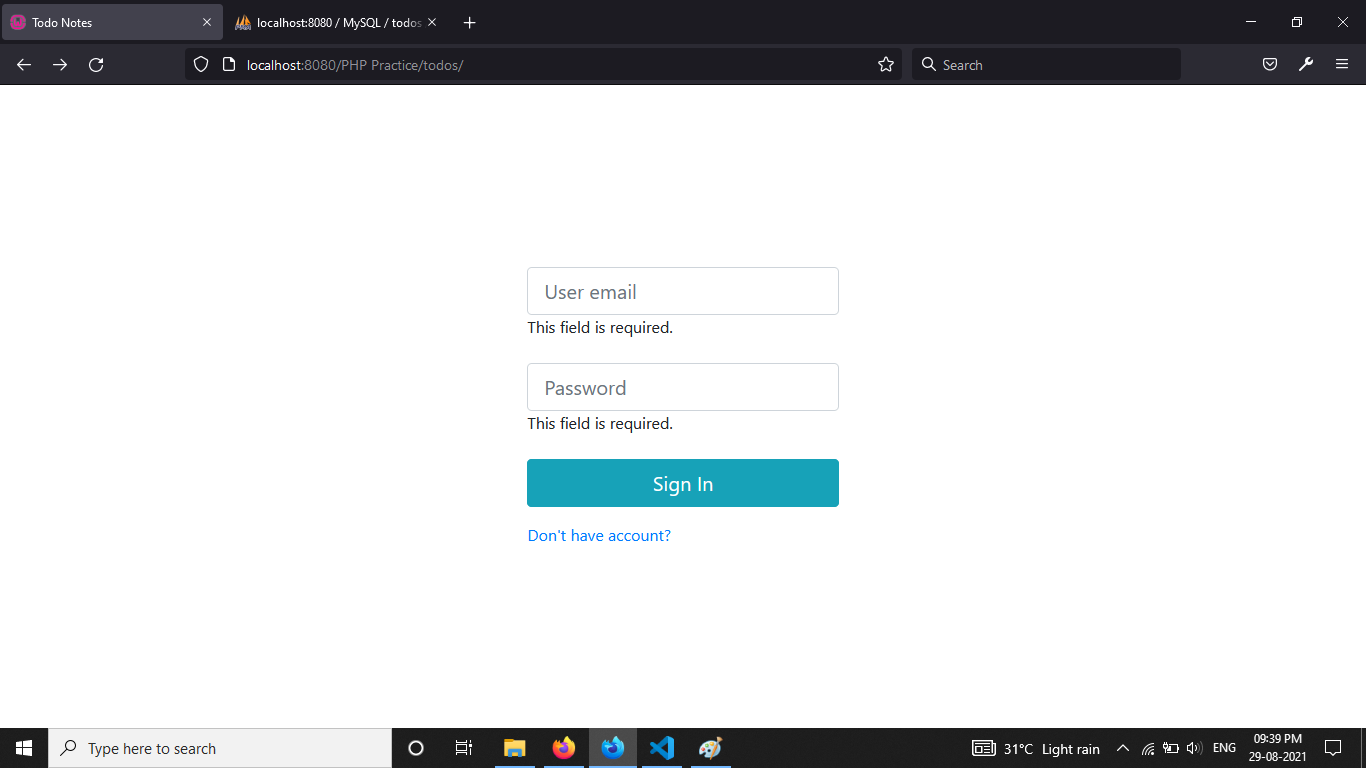 Todo Notes
localhost:8080 / MySQL / todos
localhost:8080/PHP Practice/todos/
Search
User email
This field is required.
Password
This field is required.
Sign In
Don't have account?
Type here to search
31°C Light rain
ENG
09:39 PM
29-08-2021